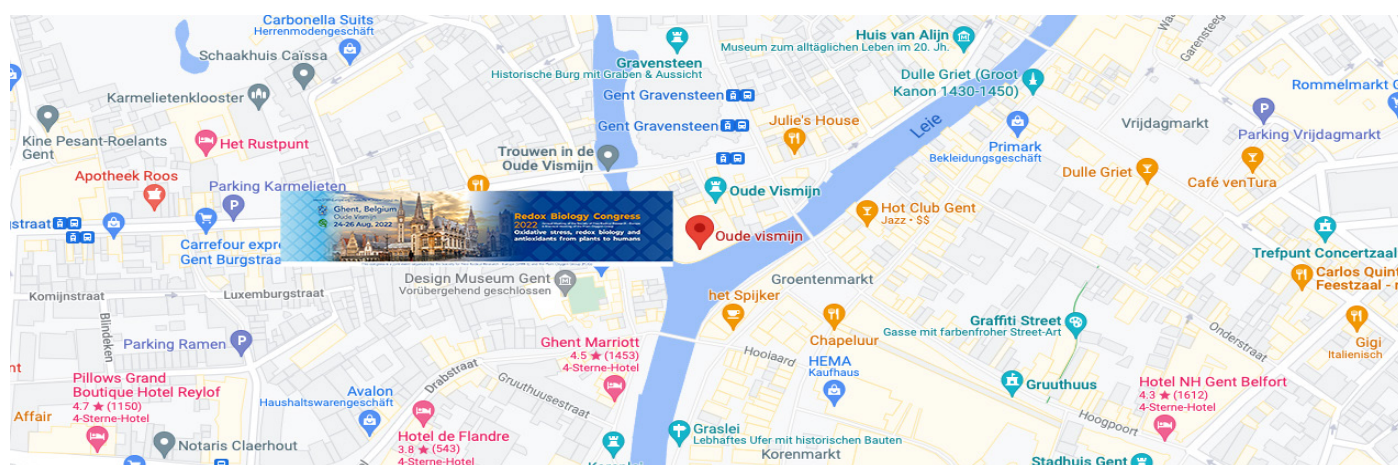 Carbonella Suits
Herrenmodengeschäft
Schaakhuis Caïssa
Karmelietenklooster
Kine Pesant-Roelants
Gent
Het Rustpunt
Apotheek Roos
Parking Karmelieten
straat
Carrefour expre
Gent Burgstraa
Gravensteen
Historische Burg mit Graben & Aussicht
Gent Gravensteen
Gent Gravensteen
Trouwen in de
Oude Vismijn
Julie's House
Huis van Alijn
Museum zum alltäglichen Leben im 20. Jh.
Dulle Griet (Groot
Kanon 1430-1450)
Leie
Primark
Bekleidungsgeschäft
Garensteeg
Rommelmarkt
Vrijdagmarkt
Parking Vrijdagmarkt
Dulle Griet
Café venTura
Oude Vismijn
Oude vismijn
Hot Club Gent
Jazz • $$
Ghent, Belgium
Oude Vismijn
24-26 Aug. 2022
Redox Biology Congress
2022
Oxidative stress, redox biology and
antioxidants from plants to humans
Trefpunt Concertzaal
Carlos Quint
Feestzaal - r
Design Museum Gent
Vorübergehend geschlossen
Groentenmarkt
Komijnstraat
Luxemburgstraat
Blindeken
Parking Ramen
het Spijker
Chapeluur
Graffiti Street
Gasse mit farbenfroher Street-Art
Onderstraat
Gigi
Italienisch
Ghent Marriott
4.5 ★ (1453)
4-Sterne-Hotel
Hooiaard
HEMA
Kaufhaus
Drabstraat
Gruuthusestraat
nt
Pillows Grand
Boutique Hotel Reylof
4.7 ★ (1150)
4-Sterne-Hotel
Affair
Avalon
Haushaltswarengeschäft
Gruuthuus
Hotel NH Gent Belfort
4.3 ★ (1612)
4-Sterne-Hotel
Hoogpoort
Notaris Claerhout
Hotel de Flandre
3.8 ★ (543)
4-Sterne-Hotel
Graslei
Lebhaftes Ufer mit historischen Bauten
Korenmarkt
Stadhuis Gent